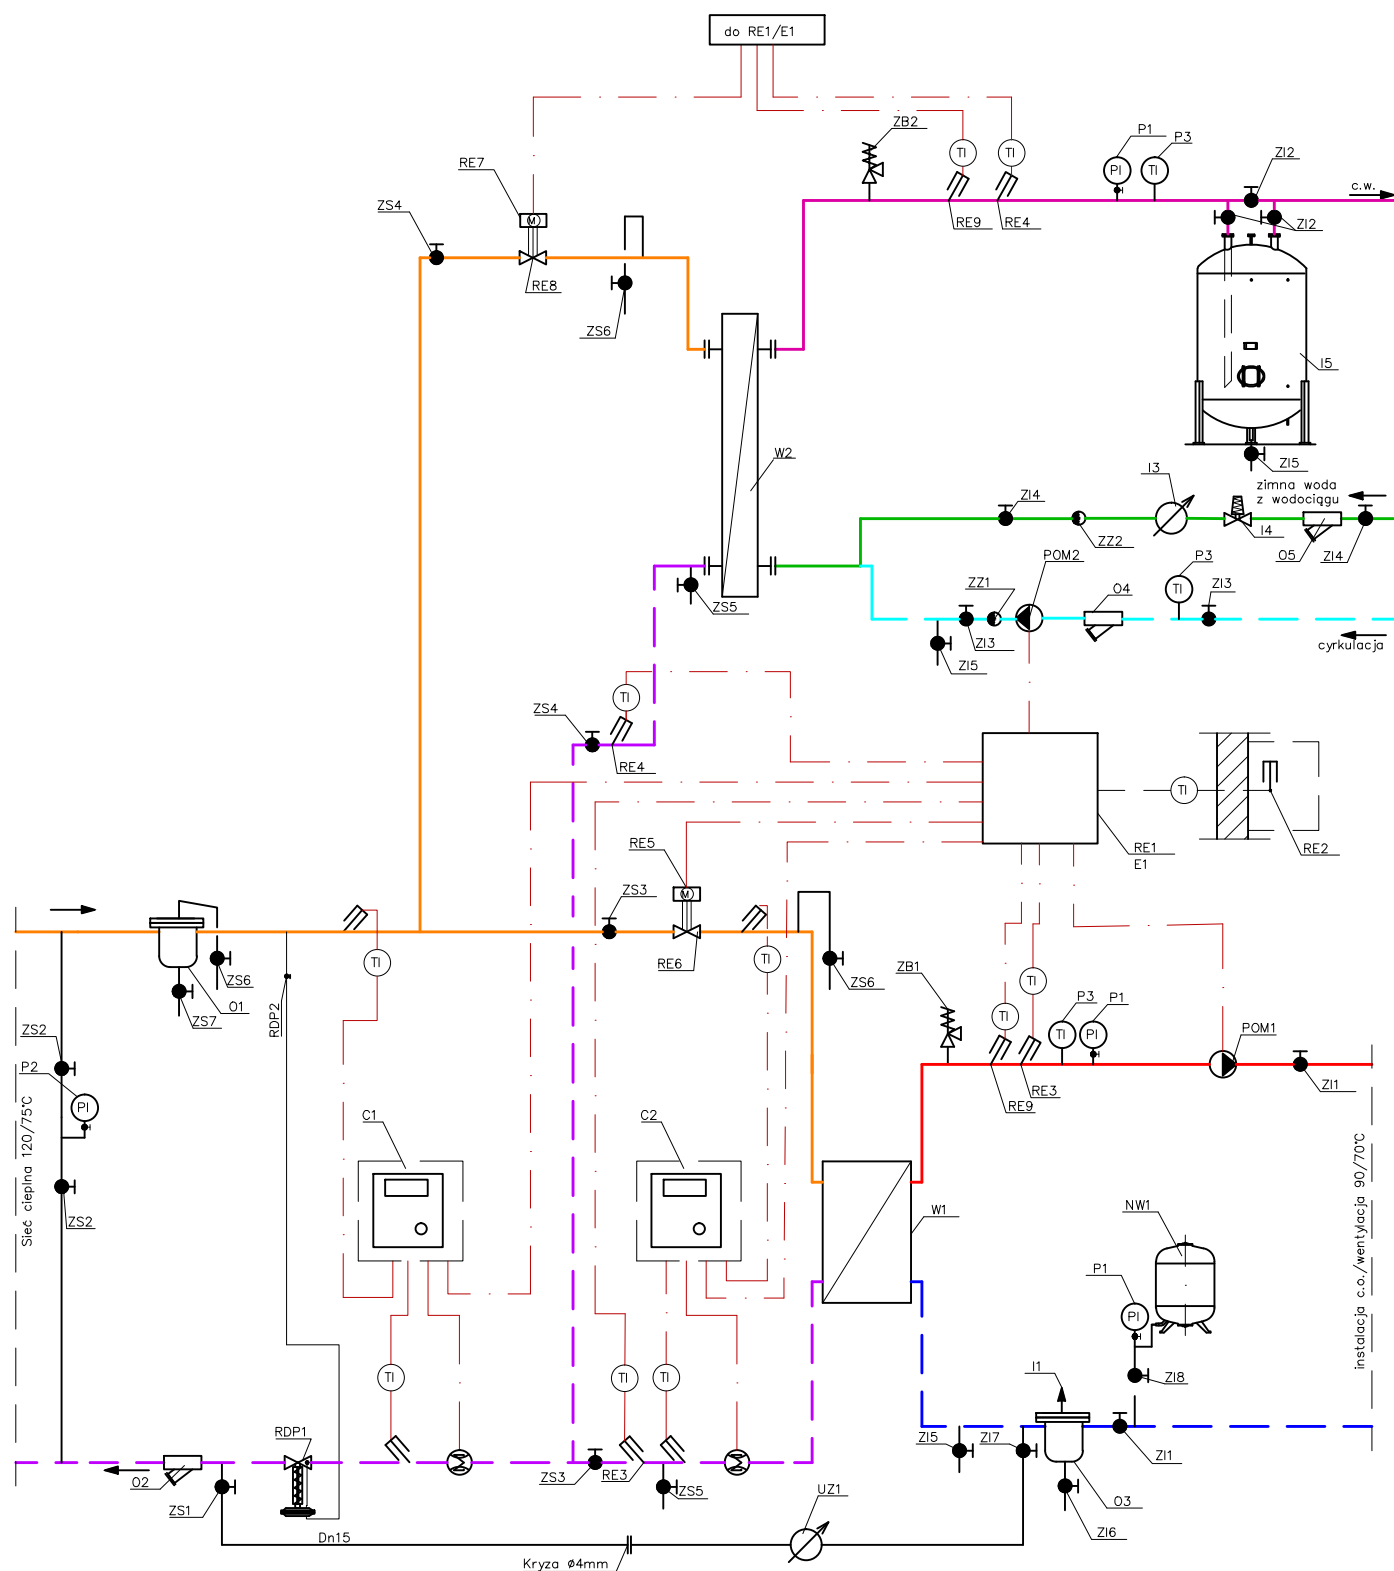 do RE1/E1
ZB2
P1
P3
ZI2
RE7
TI
TI
PI
TI
c.w.
ZS4
M
RE9
RE4
ZI2
RE8
ZS6
I5
W2
I3
ZI5
zimna woda
z wodociągu
ZI4
ZZ2
I4
O5
ZI4
POM2
P3
ZS5
ZZ1
O4
TI
ZI3
ZI3
ZI5
cyrkulacja
TI
ZS4
RE4
TI
RE5
RE1
E1
RE2
ZS3
M
RE6
TI
TI
ZS6
ZS6
O1
ZS7
RDP2
ZB1
TI
P3
P1
TI
TI
PI
POM1
ZS2
P2
PI
RE3
RE9
ZI1
C1
C2
Sieć cieplna 120/75°C
ZS2
W1
NW1
instalacja c.o./wentylacja 90/70°C
P1
PI
TI
TI
TI
I1
ZI8
RDP1
O2
ZS1
ZS3
RE3
ZS5
ZI5
ZI7
ZI1
O3
UZ1
ZI6
Dn15
Kryza Ø4mm